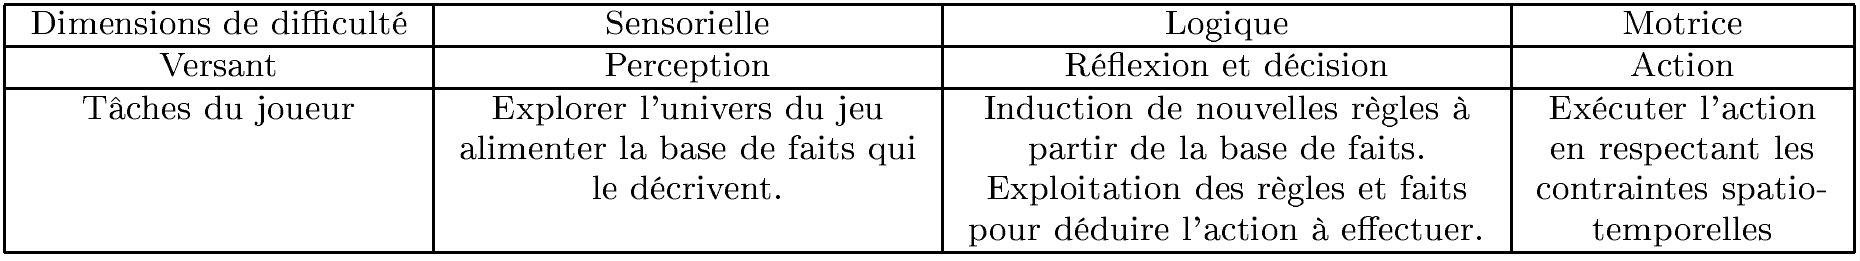 Dimensions de difficulté Sensorielle Logique Motrice
Versant Perception Réflexion et décision Action
Tâches du joueur Explorer l'univers du jeu Induction de nouvelles règles à Exécuter l'action
alimenter la base de faits qui partir de la base de faits. en respectant les
le décrivent. Exploitation des règles et faits contraintes spatio-
pour déduire l'action à effectuer. temporelles